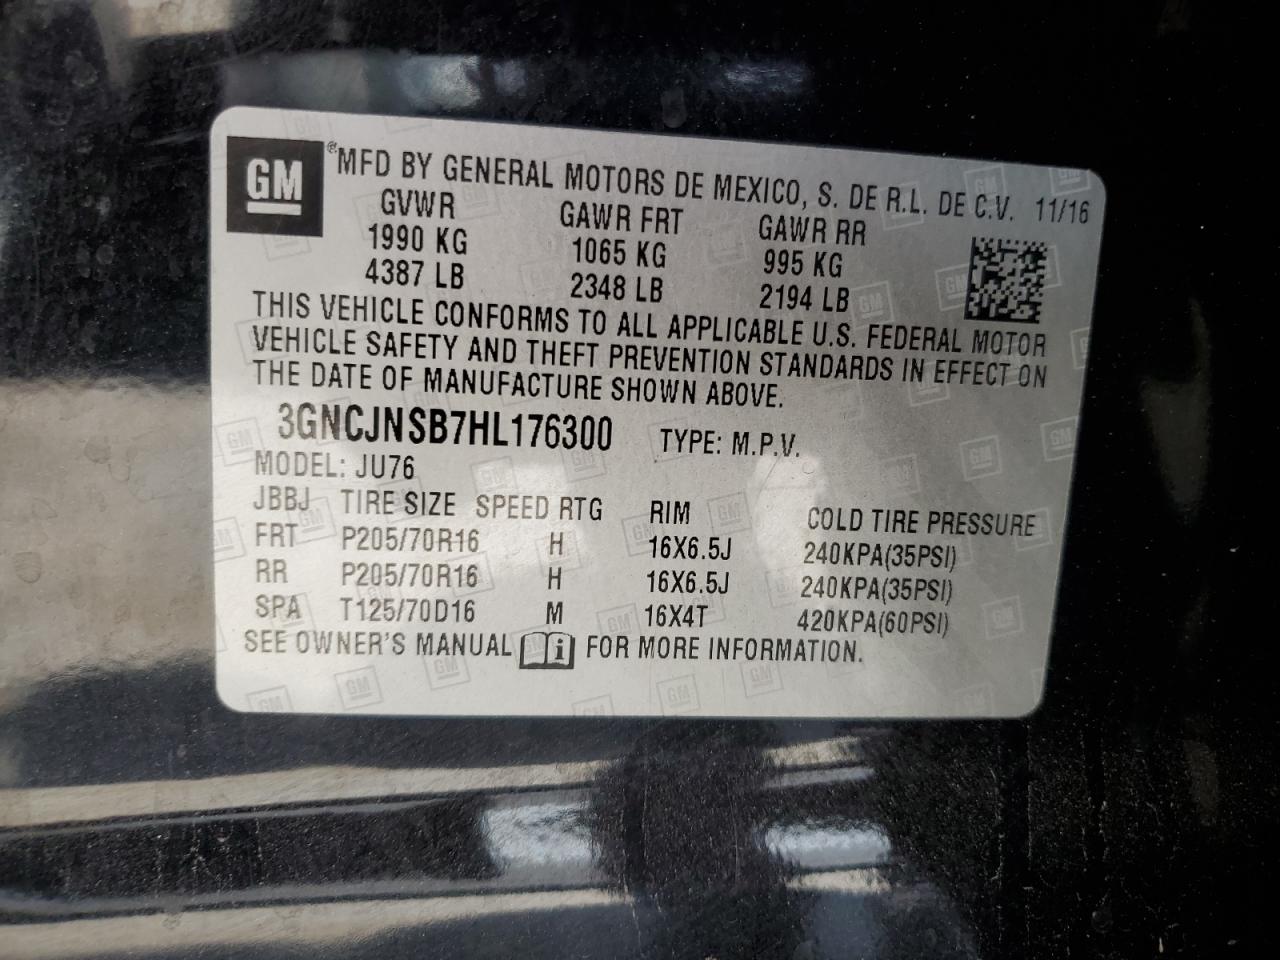 GM ® MFD BY GENERAL MOTORS DE MEXICO, S. DE R.L. DE C.V. 11/16
GVWR GAWR FRT GAWR RR
1990 KG 1065 KG 995 KG
4387 LB 2348 LB 2194 LB
THIS VEHICLE CONFORMS TO ALL APPLICABLE U.S. FEDERAL MOTOR
VEHICLE SAFETY AND THEFT PREVENTION STANDARDS IN EFFECT ON
THE DATE OF MANUFACTURE SHOWN ABOVE.
3GNCJNSB7HL176300 TYPE: M.P.V.
MODEL: JU76
JBBJ TIRE SIZE SPEED RTG RIM COLD TIRE PRESSURE
FRT P205/70R16 H 16X6.5J 240KPA(35PSI)
RR P205/70R16 H 16X6.5J 240KPA(35PSI)
SPA T125/70D16 M 16X4T 420KPA(60PSI)
SEE OWNER'S MANUAL i FOR MORE INFORMATION.